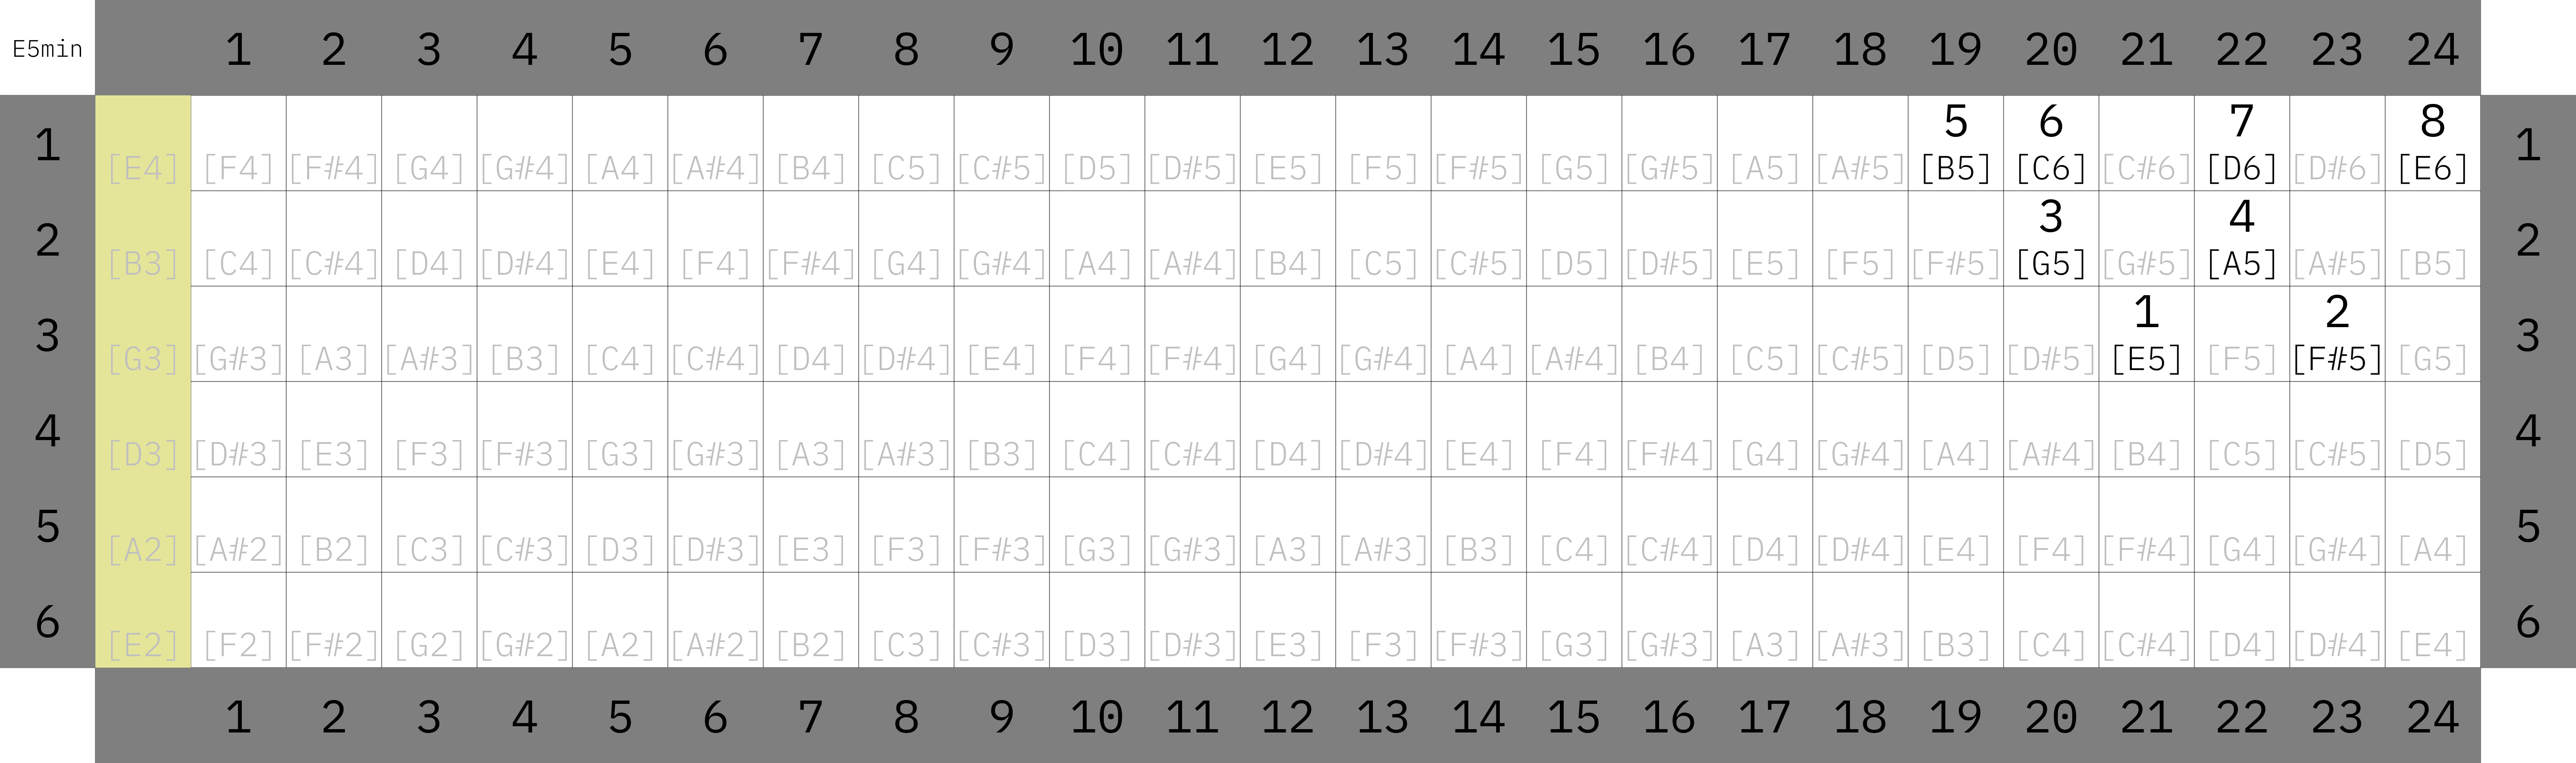 E5min 1 2 3 4 5 6 7 8 9 10 11 12 13 14 15 16 17 18 19 20 21 22 23 24
5 6 7 8
1 [E4] [F4] [F#4] [G4] [G#4] [A4] [A#4] [B4] [C5] [C#5] [D5] [D#5] [E5] [F5] [F#5] [G5] [G#5] [A5] [A#5] [B5] [C6] [C#6] [D6] [D#6] [E6] 1
3 4
2 [B3] [C4] [C#4] [D4] [D#4] [E4] [F4] [F#4] [G4] [G#4] [A4] [A#4] [B4] [C5] [C#5] [D5] [D#5] [E5] [F5] [F#5] [G5] [G#5] [A5] [A#5] [B5] 2
1 2
3 [G3] [G#3] [A3] [A#3] [B3] [C4] [C#4] [D4] [D#4] [E4] [F4] [F#4] [G4] [G#4] [A4] [A#4] [B4] [C5] [C#5] [D5] [D#5] [E5] [F5] [F#5] [G5] 3
4 [D3] [D#3] [E3] [F3] [F#3] [G3] [G#3] [A3] [A#3] [B3] [C4] [C#4] [D4] [D#4] [E4] [F4] [F#4] [G4] [G#4] [A4] [A#4] [B4] [C5] [C#5] [D5] 4
5 [A2] [A#2] [B2] [C3] [C#3] [D3] [D#3] [E3] [F3] [F#3] [G3] [G#3] [A3] [A#3] [B3] [C4] [C#4] [D4] [D#4] [E4] [F4] [F#4] [G4] [G#4] [A4] 5
6 [E2] [F2] [F#2] [G2] [G#2] [A2] [A#2] [B2] [C3] [C#3] [D3] [D#3] [E3] [F3] [F#3] [G3] [G#3] [A3] [A#3] [B3] [C4] [C#4] [D4] [D#4] [E4] 6
1 2 3 4 5 6 7 8 9 10 11 12 13 14 15 16 17 18 19 20 21 22 23 24